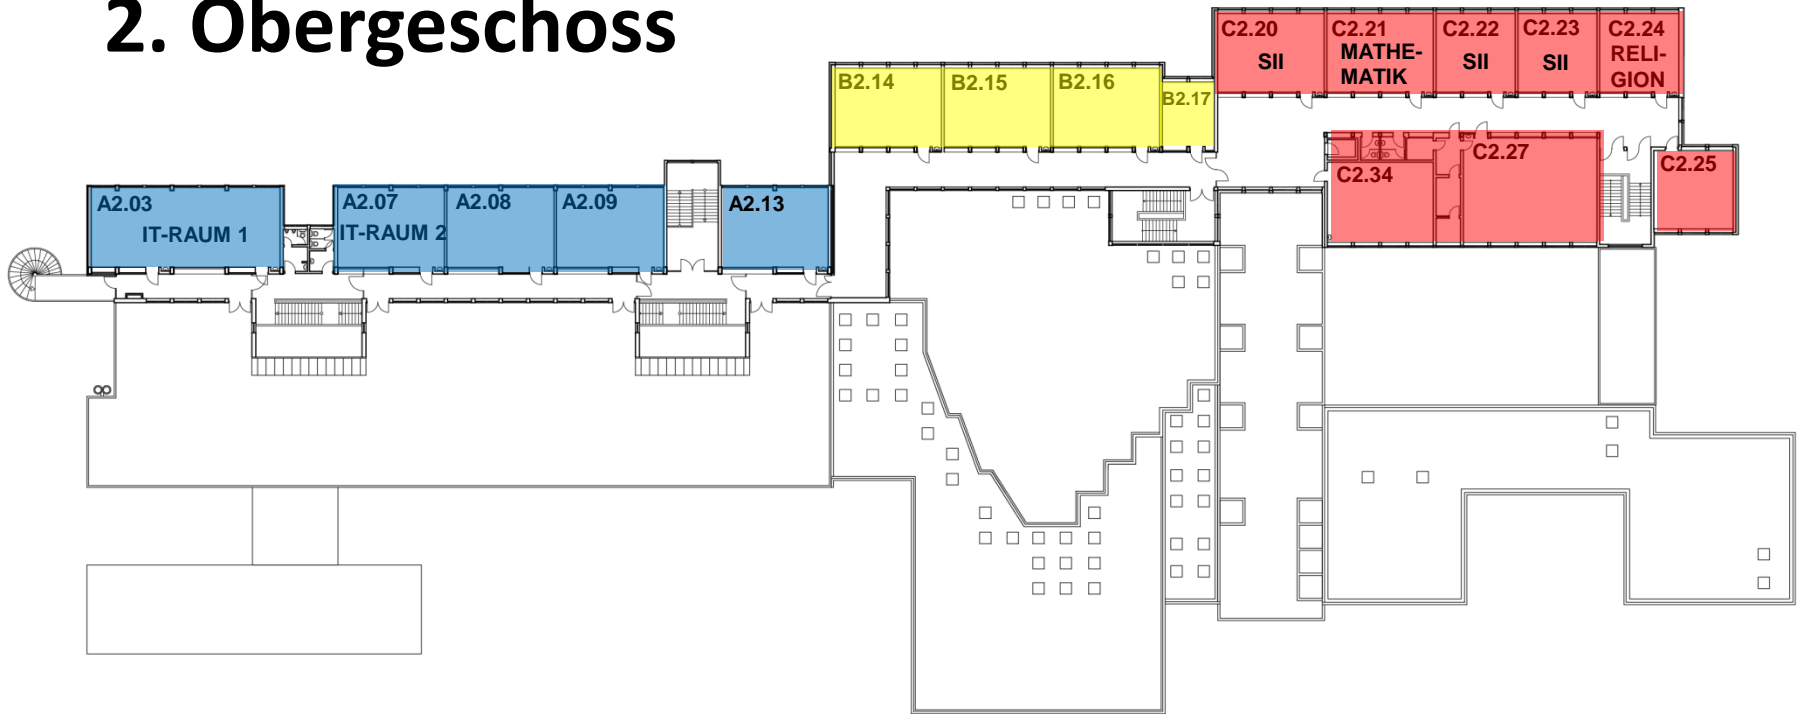 2. Obergeschoss
C2.20
SII
C2.21
MATHE-
MATIK
C2.22
SII
C2.23
SII
C2.24
RELI-
GION
B2.14
B2.15
B2.16
B2.17
C2.34
C2.27
C2.25
A2.03
IT-RAUM 1
A2.07
IT-RAUM 2
A2.08
A2.09
A2.13